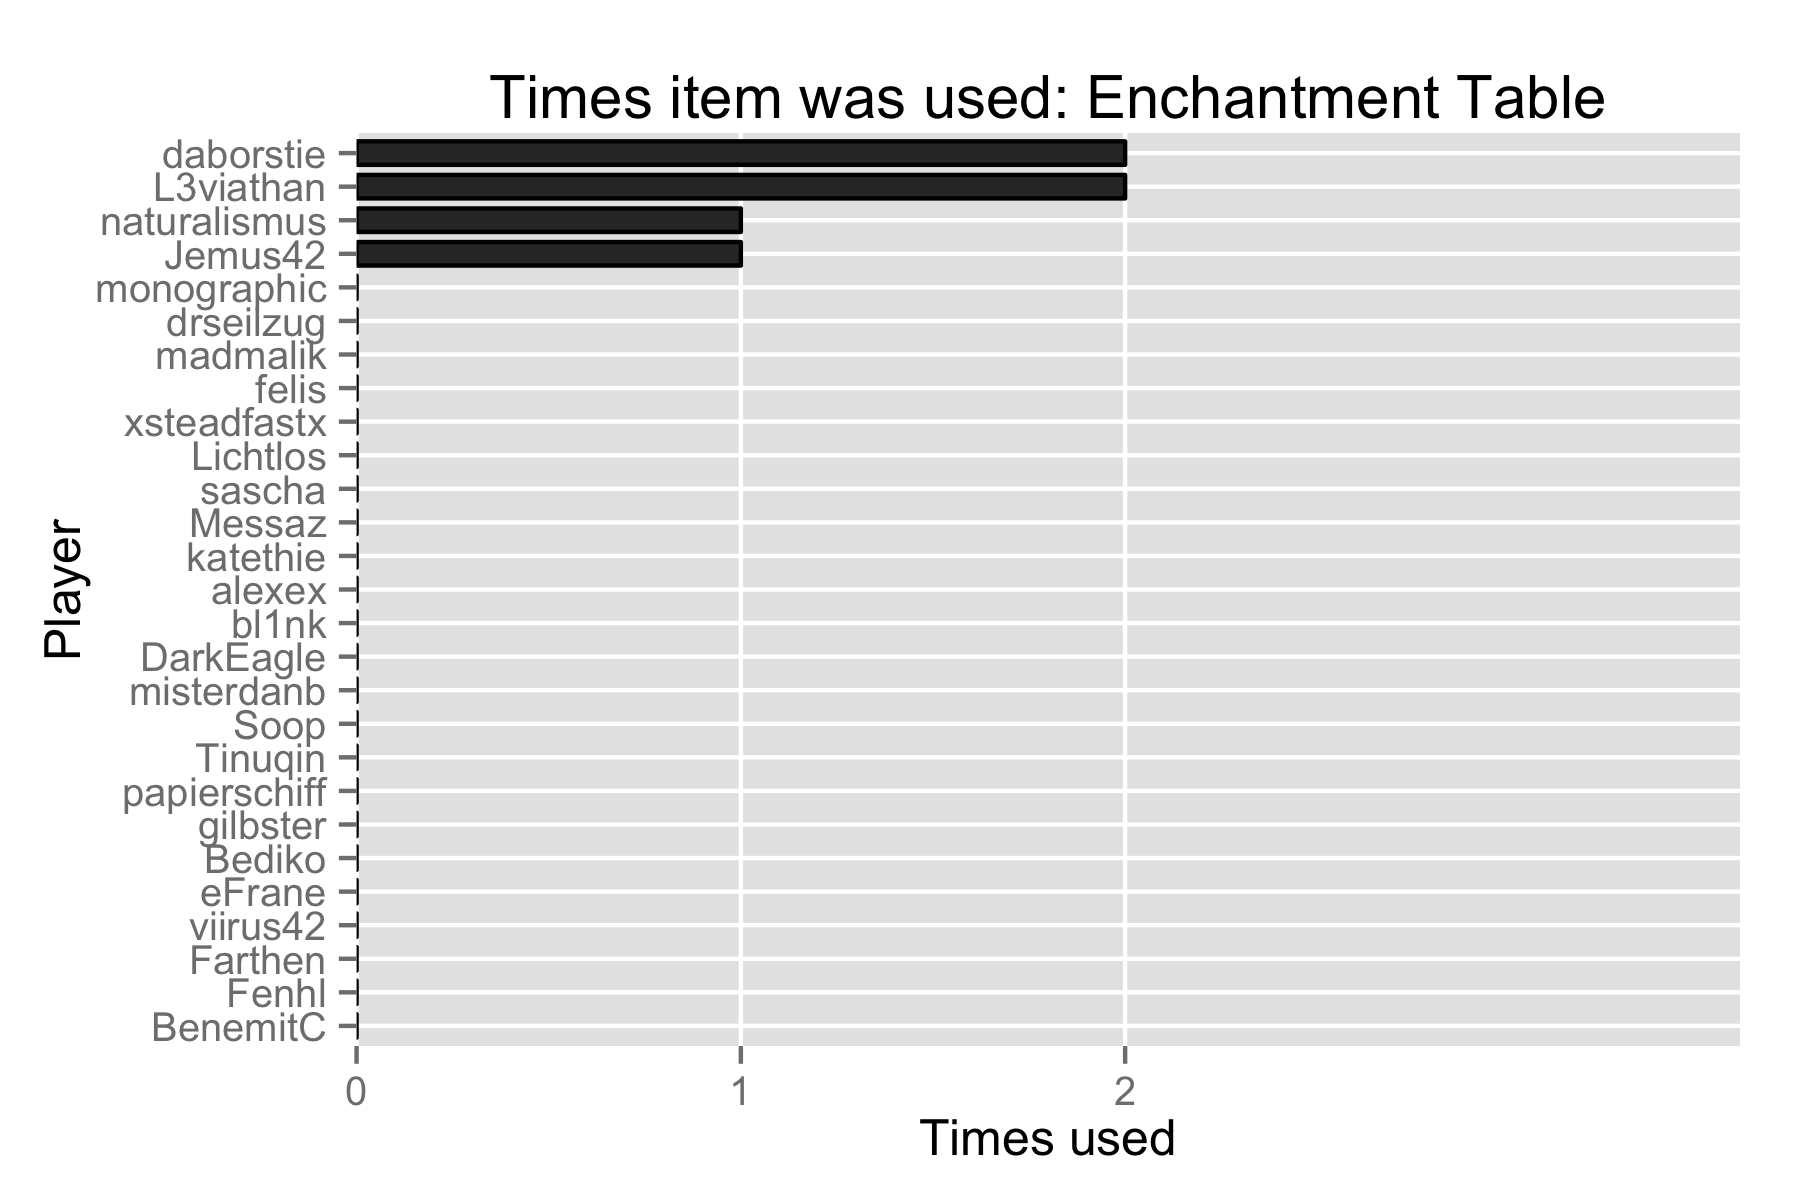 Times item was used: Enchantment Table
daborstie
L3viathan
naturalismus
Jemus42
monographic
drseilzug
madmalik
felis
xsteadfastx
Lichtlos
sascha
Messaz
katethie
alexex
bl1nk
DarkEagle
misterdanb
Soop
Tinuqin
papierschiff
gilbster
Bediko
eFrane
viirus42
Farthen
Fenhl
BenemitC
Player
0 1 2
Times used